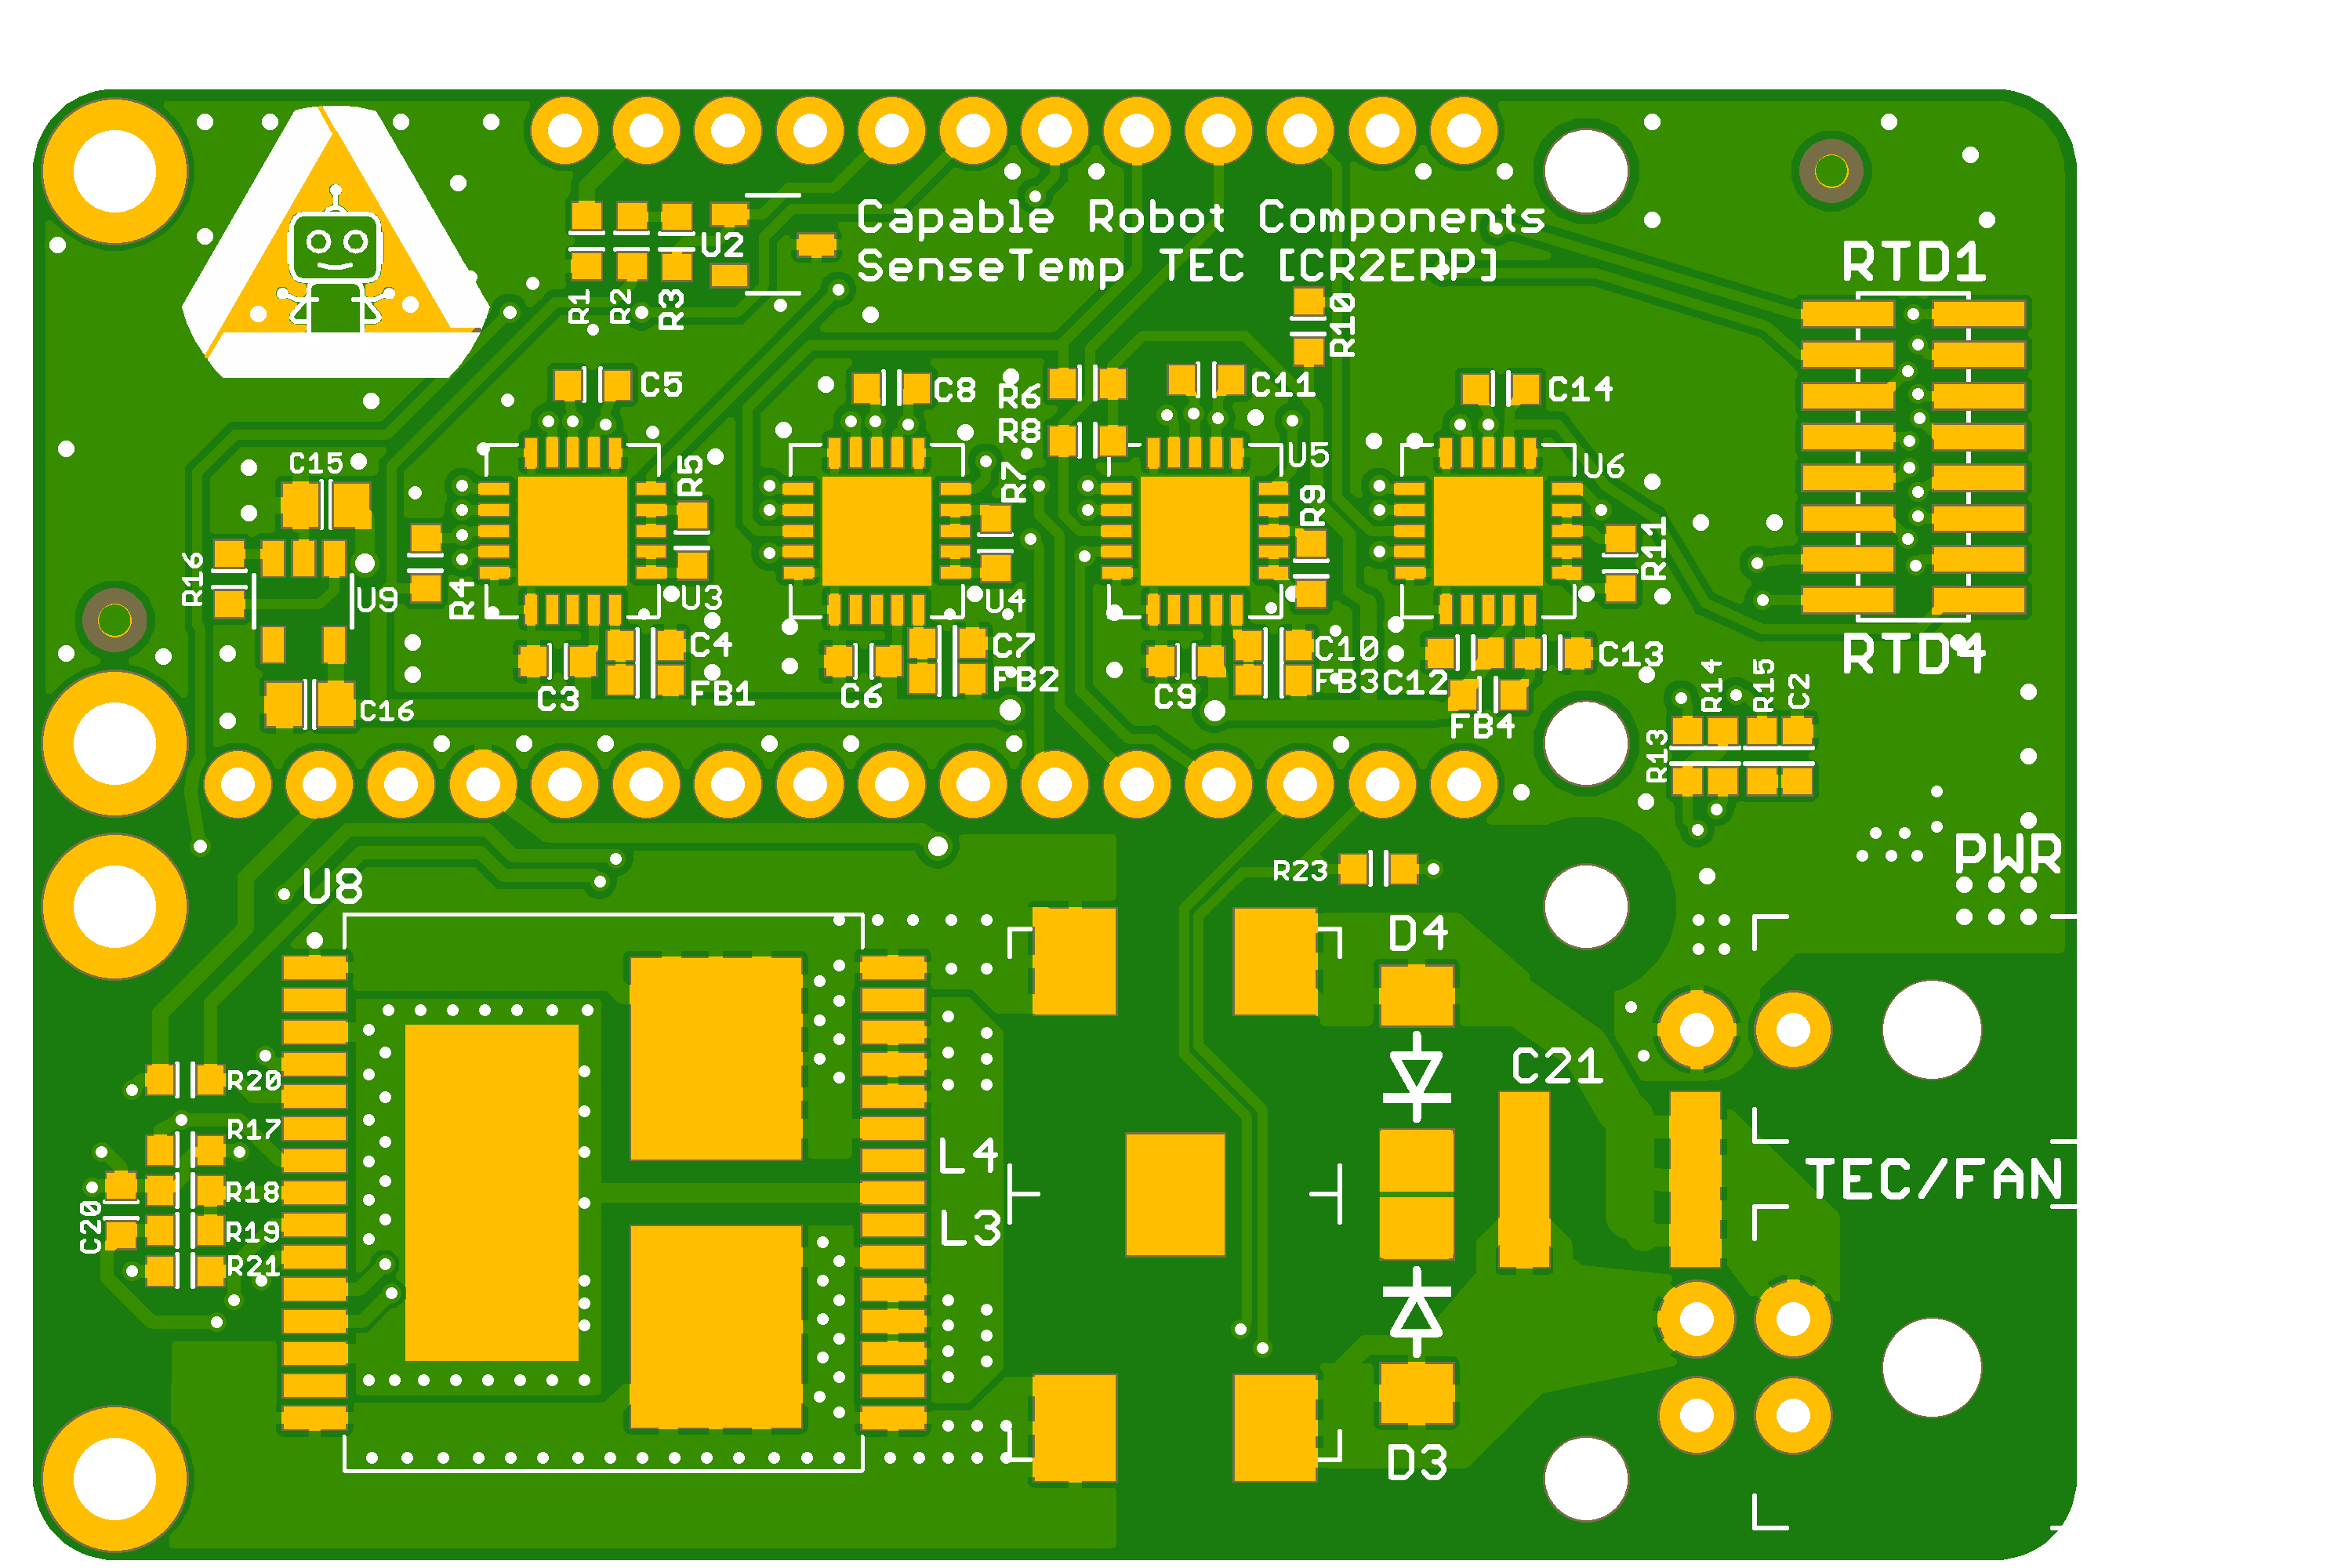 Capable Robot Components
SenseTemp TEC [CR2ERP]
U2
RTD1
R1
R2
R3
R10
C5
C8
R6
C11
C14
R8
U5
U6
C15
R5
R7
R9
R11
R16
U9
R4
U3
U4
C4
C7
C10
C13
RTD4
C3
FB1
C6
FB2
C9
FB3
C12
FB4
C16
R14
R15
C2
R13
PWR
U8
R23
D4
C21
R20
R17
L4
TEC/FAN
R18
C20
R19
L3
R21
D3